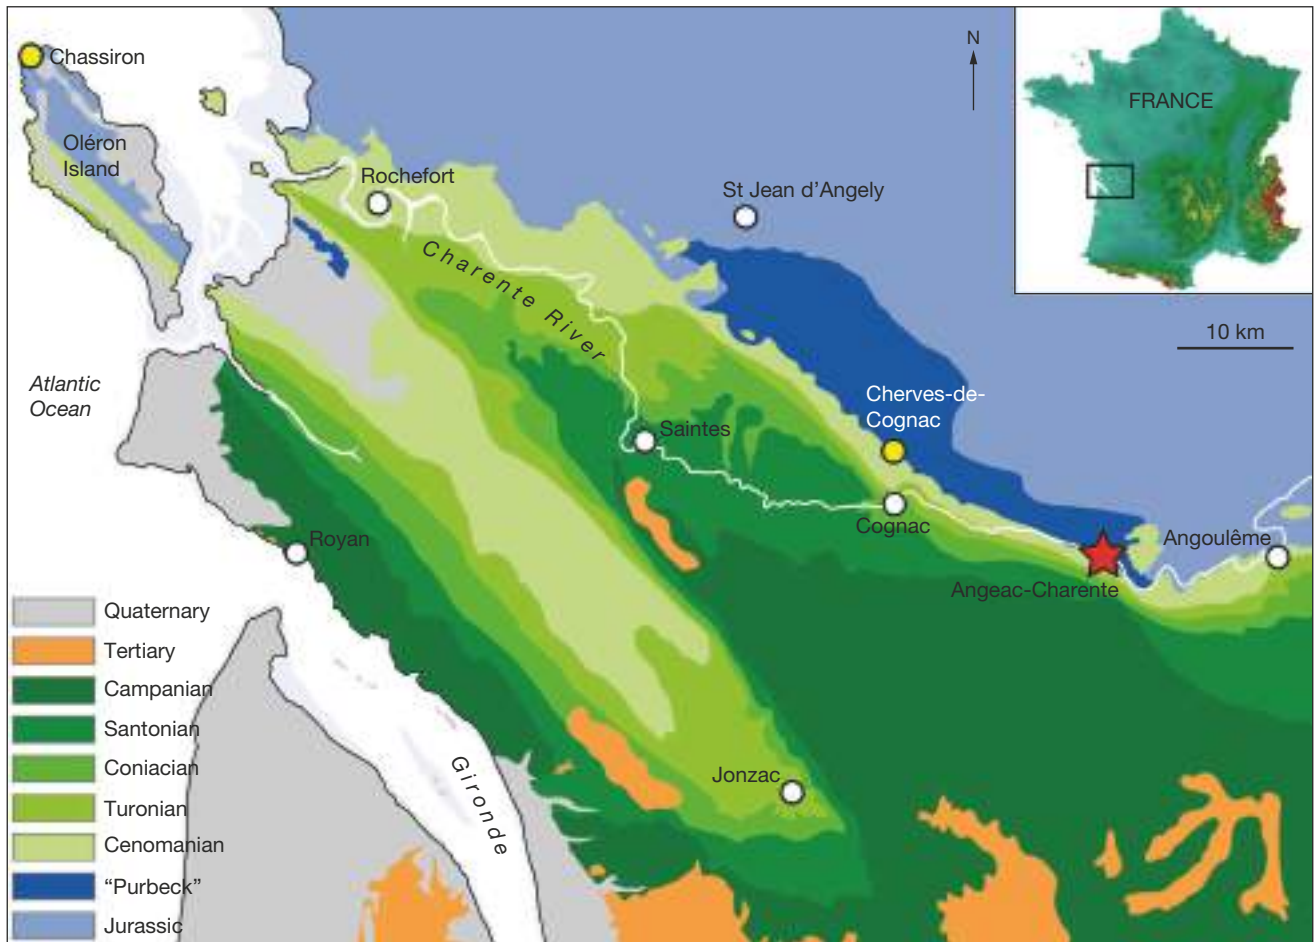 Chassiron
Oléron
Island
Rochefort
St Jean d'Angely
N
FRANCE
10 km
Charente River
Atlantic
Ocean
Cherves-de-
Cognac
Saintes
Cognac
Angoulême
Angeac-Charente
Royan
Jonzac
Gironde
Quaternary
Tertiary
Campanian
Santonian
Coniacian
Turonian
Cenomanian
“Purbeck”
Jurassic